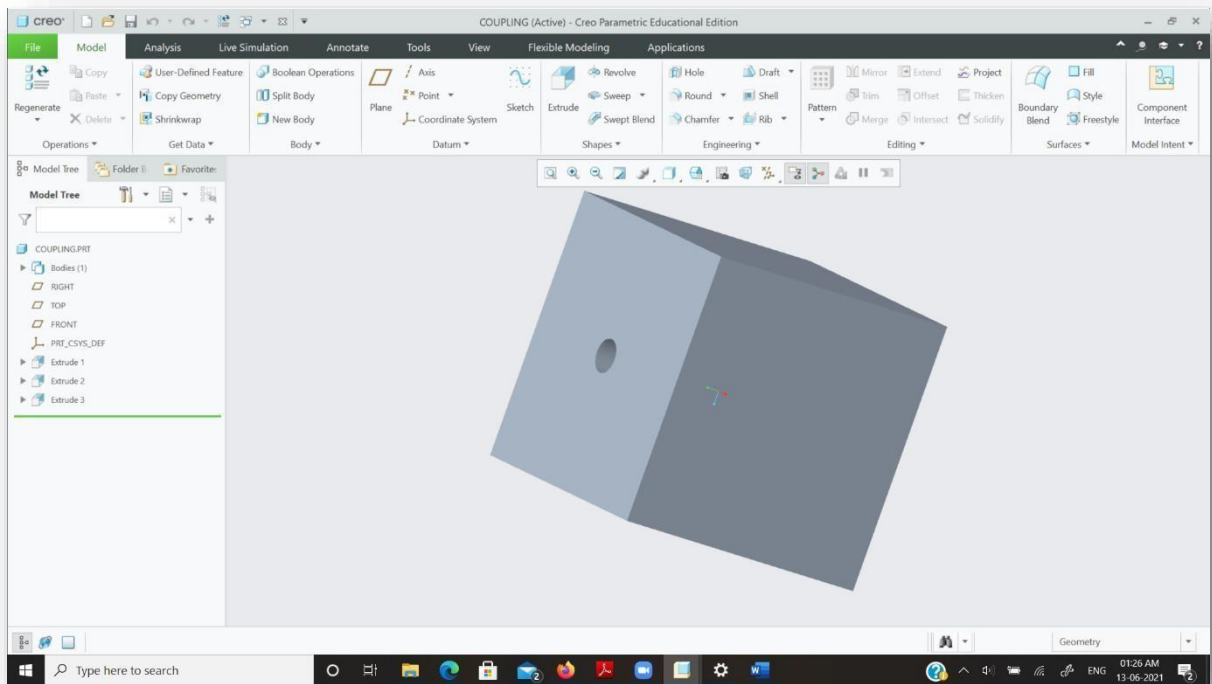 creo
COUPLING (Active) - Creo Parametric Educational Edition
File Model Analysis Live Simulation Annotate Tools View Flexible Modeling Applications
Regenerate
Copy
Paste
Delete
Operations
User-Defined Feature
Copy Geometry
Shrinkwrap
Get Data
Boolean Operations
Split Body
New Body
Body
Plane
Axis
Point
Coordinate System
Datum
Sketch
Extrude
Revolve
Sweep
Swept Blend
Shapes
Hole
Round
Chamfer
Draft
Shell
Rib
Engineering
Pattern
Mirror
Trim
Merge
Extend
Offset
Intersect
Project
Thicken
Solidify
Editing
Boundary
Blend
Fill
Style
Freestyle
Surfaces
Component
Interface
Model Intent
Model Tree Folder Favorite:
Model Tree
COUPLING.PRT
Bodies (1)
RIGHT
TOP
FRONT
PRT_CSYS_DEF
Extrude 1
Extrude 2
Extrude 3
Geometry
Type here to search
2
ENG
01:26 AM
13-06-2021
2